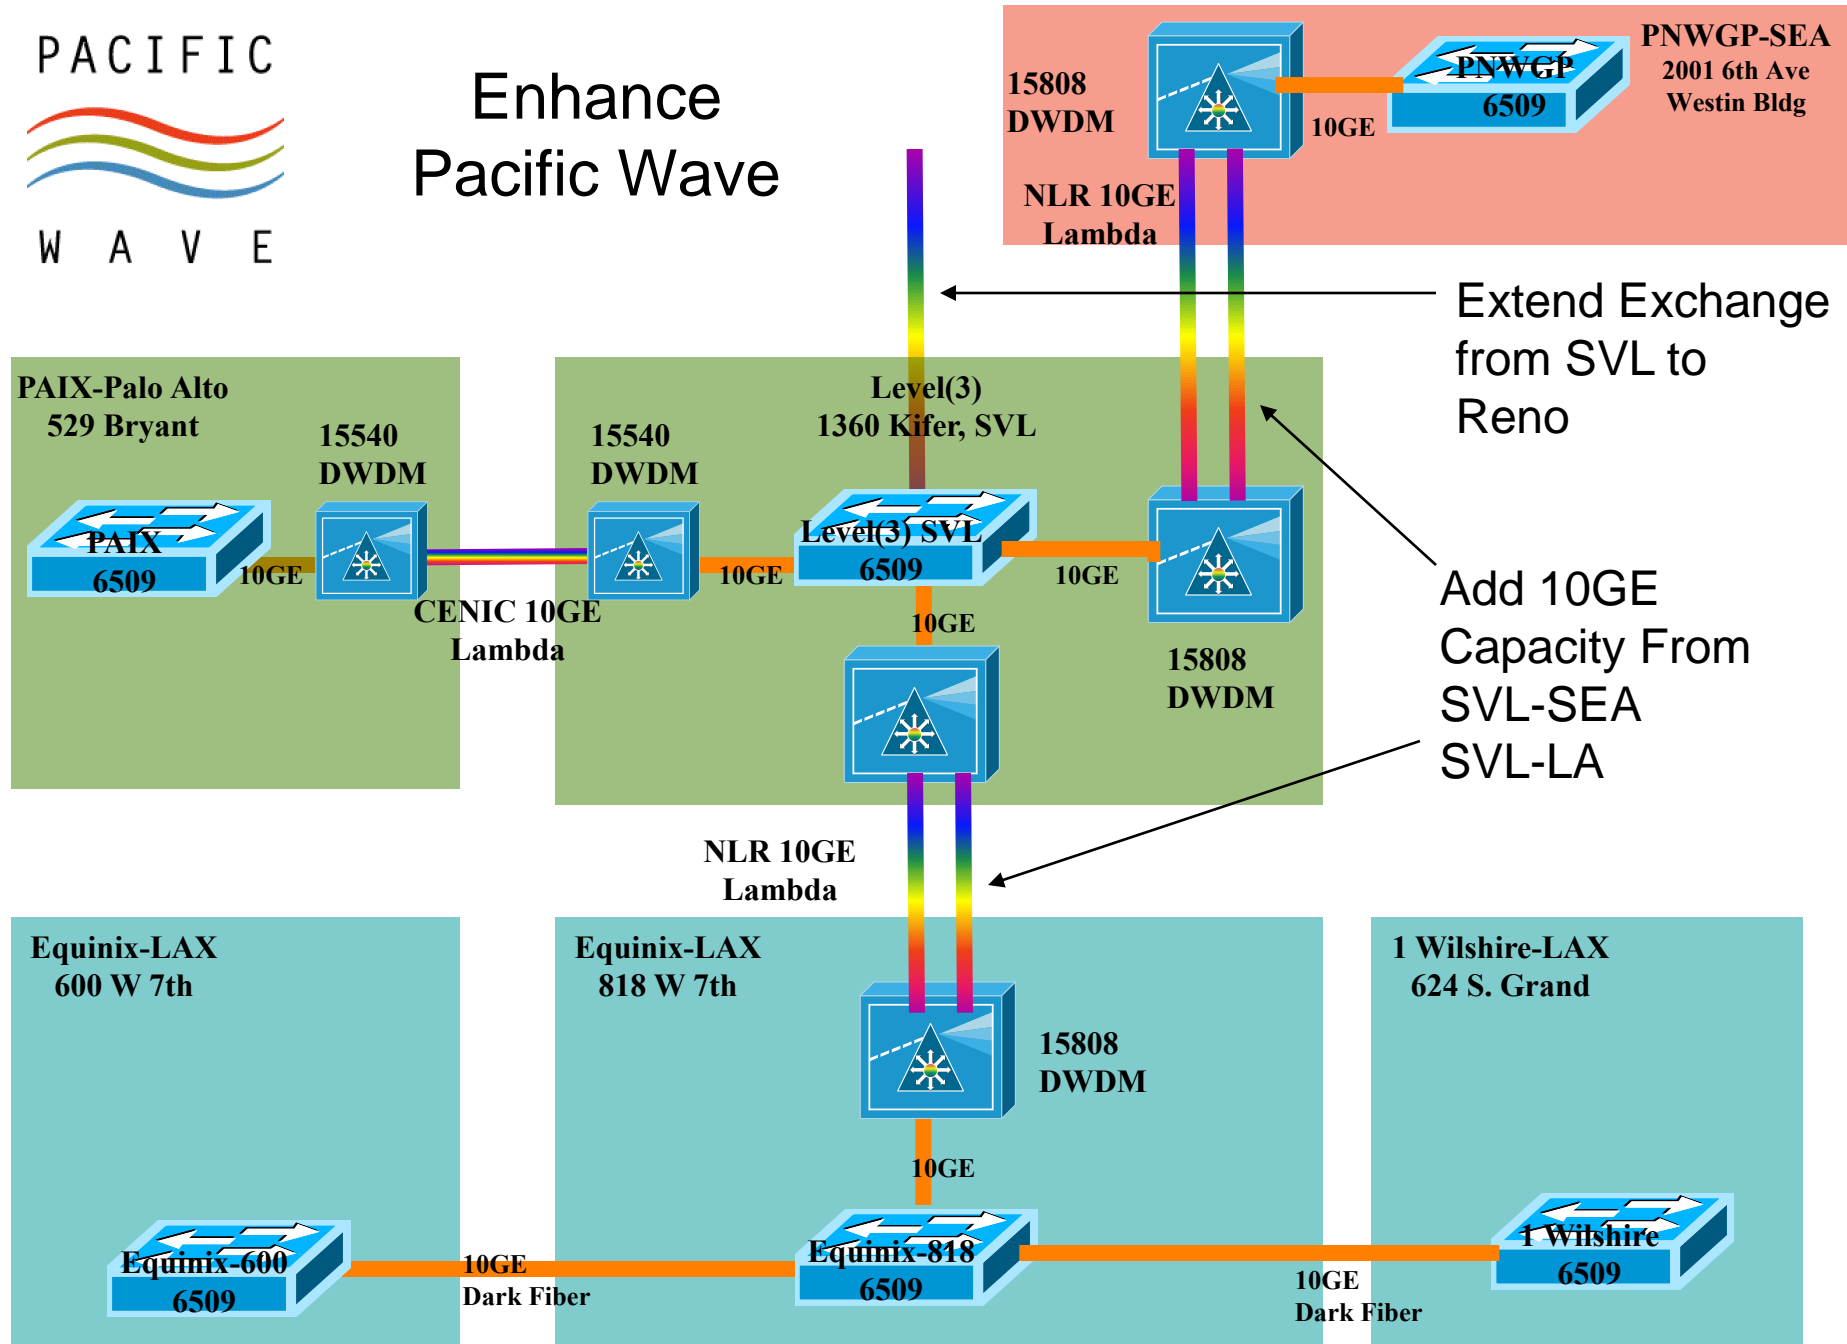 PACIFIC
WAVE
Enhance
Pacific Wave
15808
DWDM
PNWGP
6509
10GE
PNWGP-SEA
2001 6th Ave
Westin Bldg
NLR 10GE
Lambda
Extend Exchange
from SVL to
Reno
PAIX-Palo Alto
529 Bryant
15540
DWDM
PAIX
6509
10GE
CENIC 10GE
Lambda
Level(3)
1360 Kifer, SVL
15540
DWDM
10GE
Level(3) SVL
6509
10GE
10GE
15808
DWDM
Add 10GE
Capacity From
SVL-SEA
SVL-LA
NLR 10GE
Lambda
Equinix-LAX
600 W 7th
Equinix-LAX
818 W 7th
1 Wilshire-LAX
624 S. Grand
15808
DWDM
10GE
Equinix-600
6509
10GE
Dark Fiber
Equinix-818
6509
10GE
Dark Fiber
1 Wilshire
6509